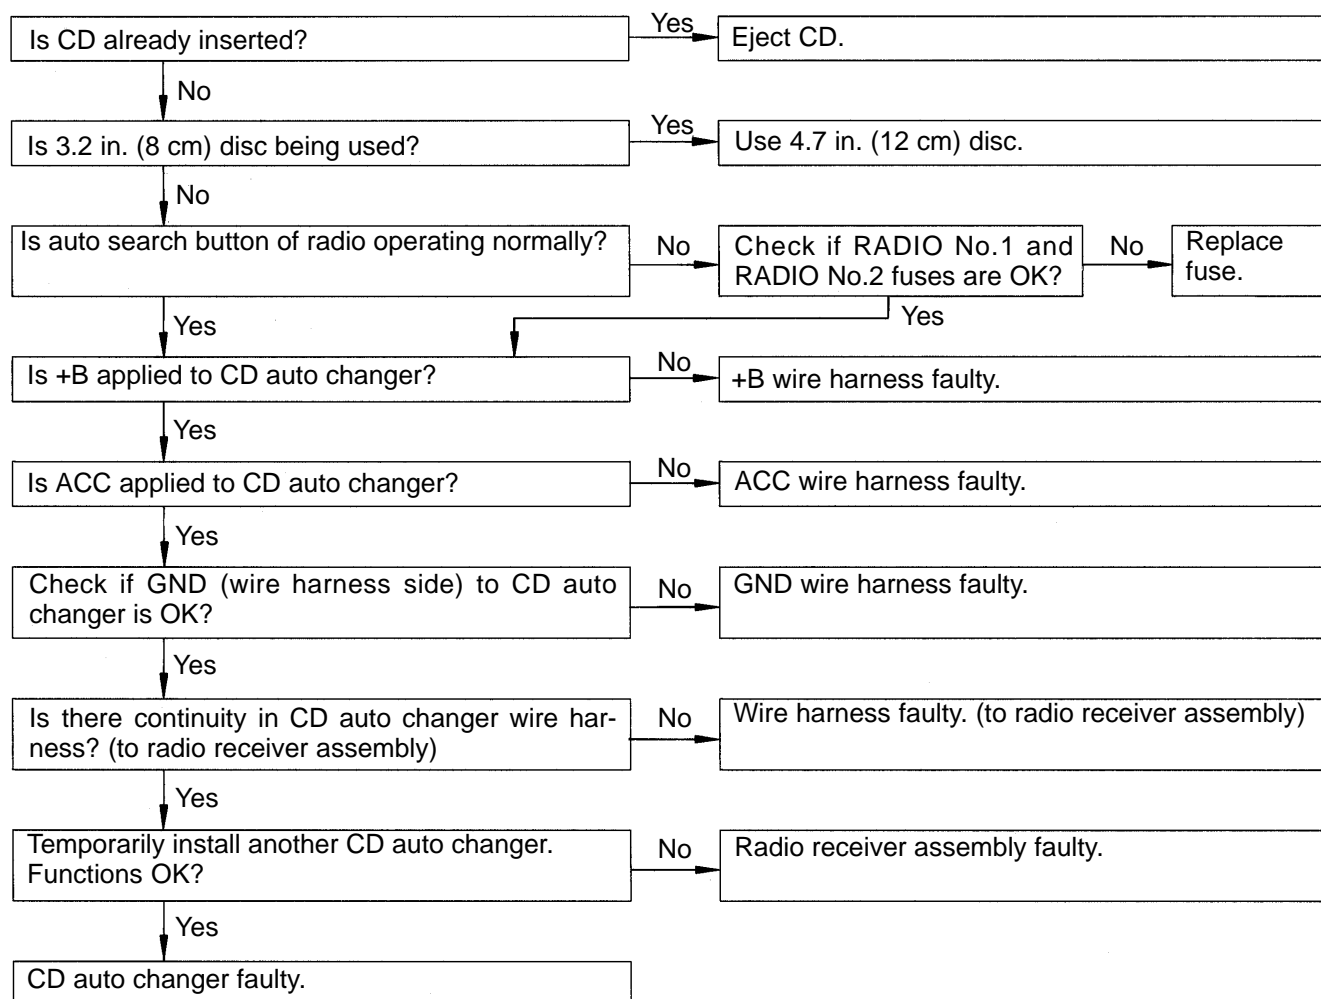 Is CD already inserted?
Yes
Eject CD.
No
Is 3.2 in. (8 cm) disc being used?
Yes
Use 4.7 in. (12 cm) disc.
No
Is auto search button of radio operating normally?
No
Check if RADIO No.1 and
RADIO No.2 fuses are OK?
No
Replace
fuse.
Yes
Yes
Is +B applied to CD auto changer?
No
+B wire harness faulty.
Yes
Is ACC applied to CD auto changer?
No
ACC wire harness faulty.
Yes
Check if GND (wire harness side) to CD auto
changer is OK?
No
GND wire harness faulty.
Yes
Is there continuity in CD auto changer wire har-
ness? (to radio receiver assembly)
No
Wire harness faulty. (to radio receiver assembly)
Yes
Temporarily install another CD auto changer.
Functions OK?
No
Radio receiver assembly faulty.
Yes
CD auto changer faulty.